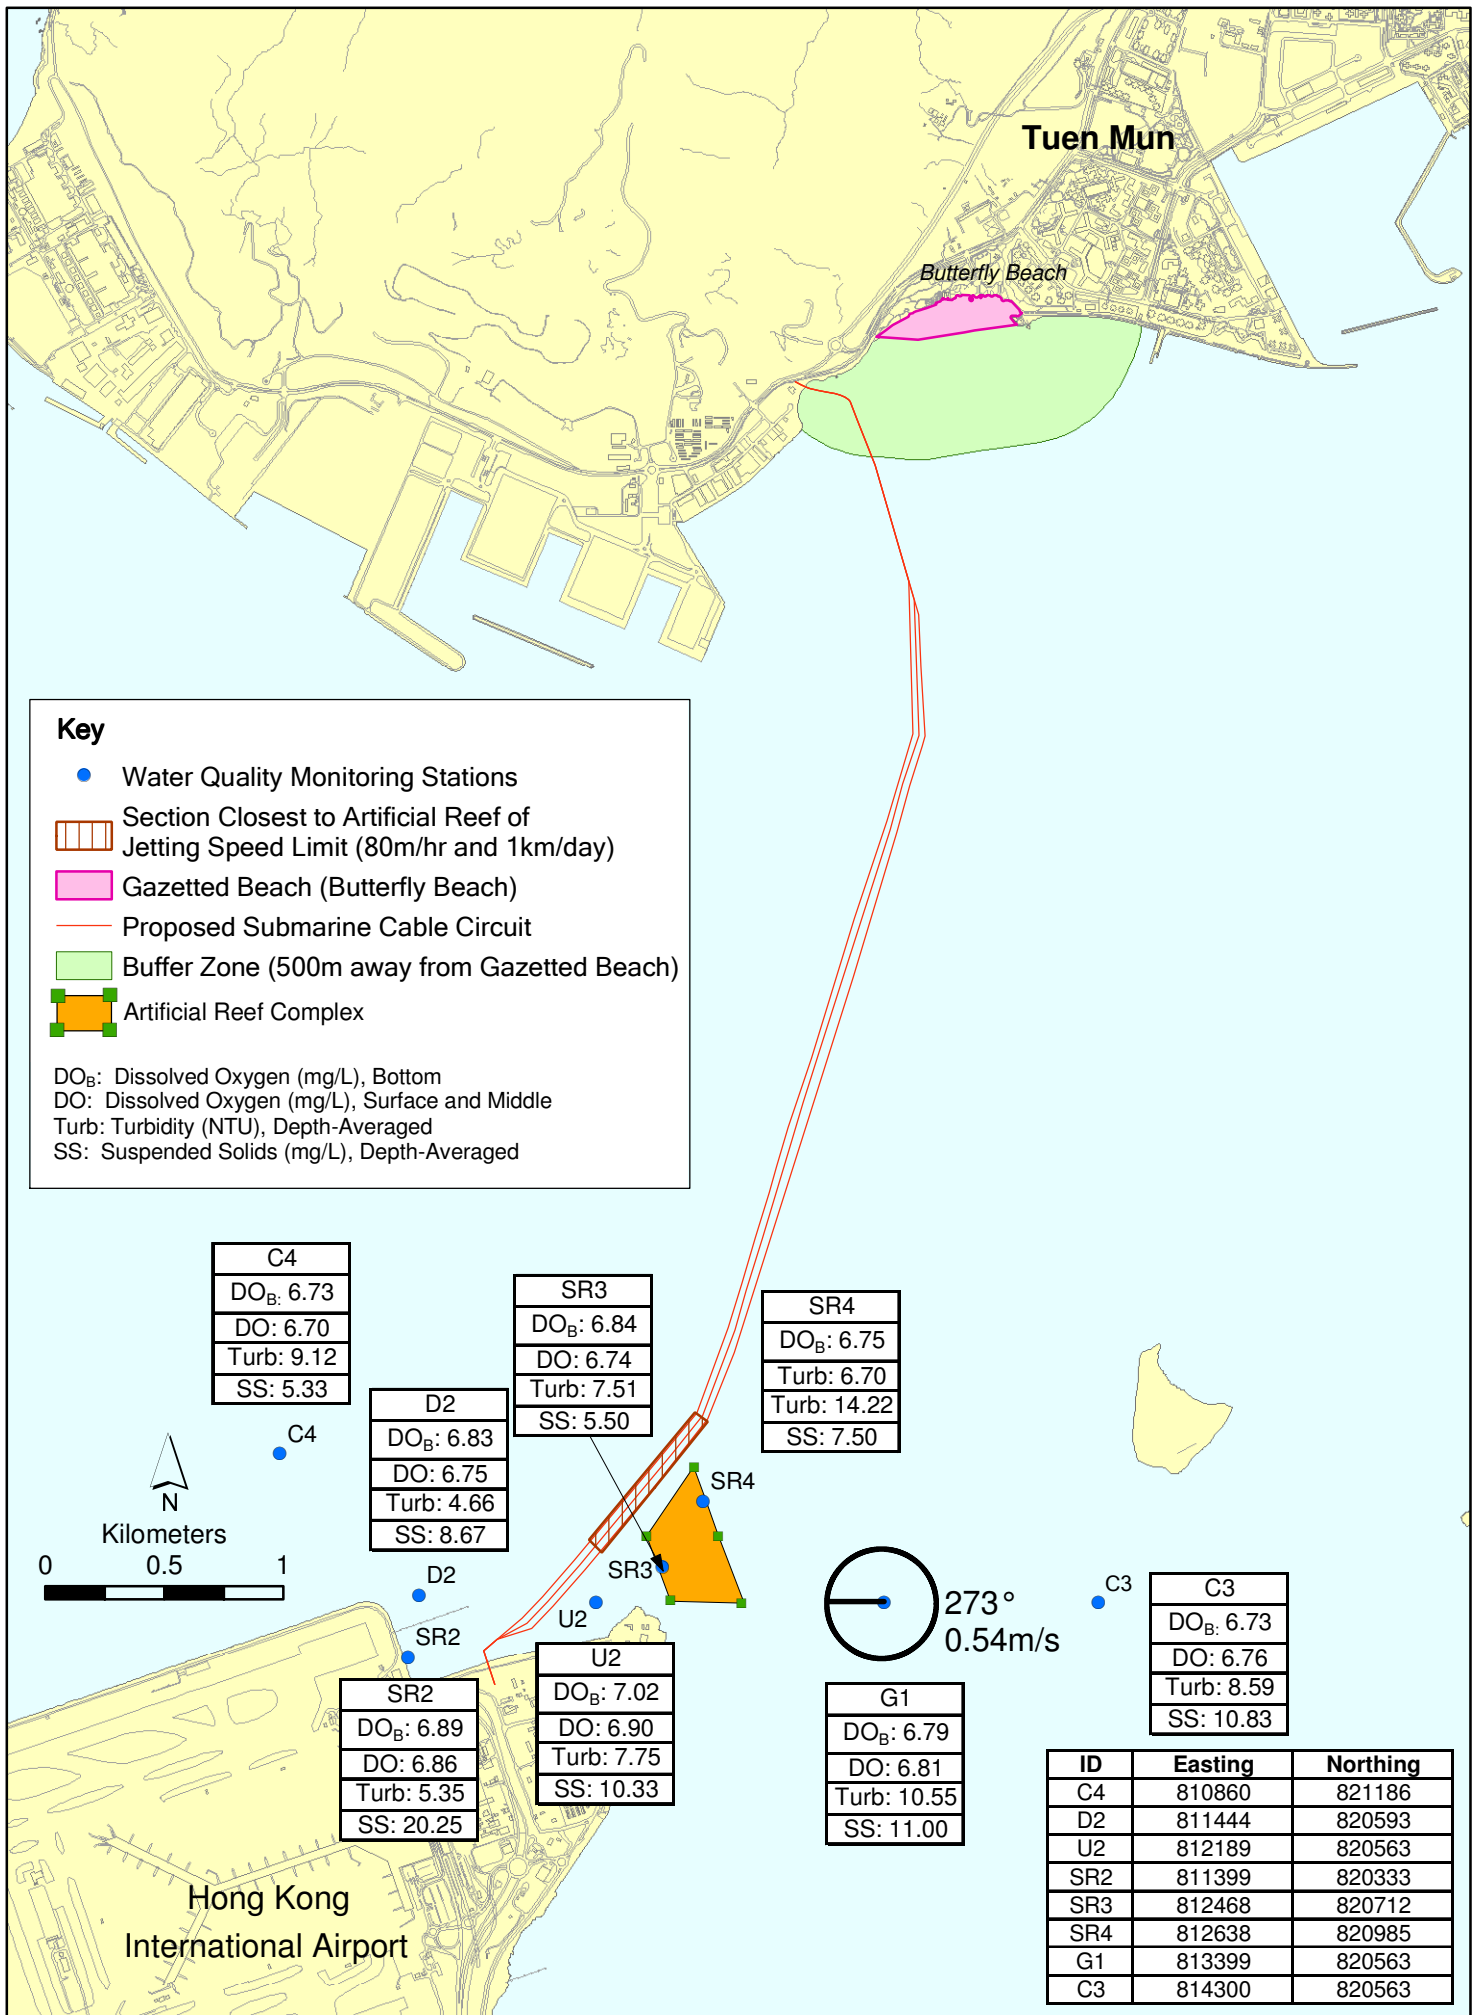 Tuen Mun
Butterfly Beach
Key
Water Quality Monitoring Stations
Section Closest to Artificial Reef of
Jetting Speed Limit (80m/hr and 1km/day)
Gazetted Beach (Butterfly Beach)
Proposed Submarine Cable Circuit
Buffer Zone (500m away from Gazetted Beach)
Artificial Reef Complex
DOB: Dissolved Oxygen (mg/L), Bottom
DO: Dissolved Oxygen (mg/L), Surface and Middle
Turb: Turbidity (NTU), Depth-Averaged
SS: Suspended Solids (mg/L), Depth-Averaged
C4
DOB: 6.73
DO: 6.70
Turb: 9.12
SS: 5.33
SR3
DOB: 6.84
DO: 6.74
Turb: 7.51
SS: 5.50
SR4
DOB: 6.75
Turb: 6.70
Turb: 14.22
SS: 7.50
D2
DOB: 6.83
DO: 6.75
Turb: 4.66
SS: 8.67
C4
SR4
N
Kilometers
0 0.5 1
SR3
D2
U2
SR2
273°
0.54m/s
C3
C3
DOB: 6.73
DO: 6.76
Turb: 8.59
SS: 10.83
U2
DOB: 7.02
DO: 6.90
Turb: 7.75
SS: 10.33
SR2
DOB: 6.89
DO: 6.86
Turb: 5.35
SS: 20.25
G1
DOB: 6.79
DO: 6.81
Turb: 10.55
SS: 11.00
Hong Kong
International Airport
ID Easting Northing
C4 810860 821186
D2 811444 820593
U2 812189 820563
SR2 811399 820333
SR3 812468 820712
SR4 812638 820985
G1 813399 820563
C3 814300 820563